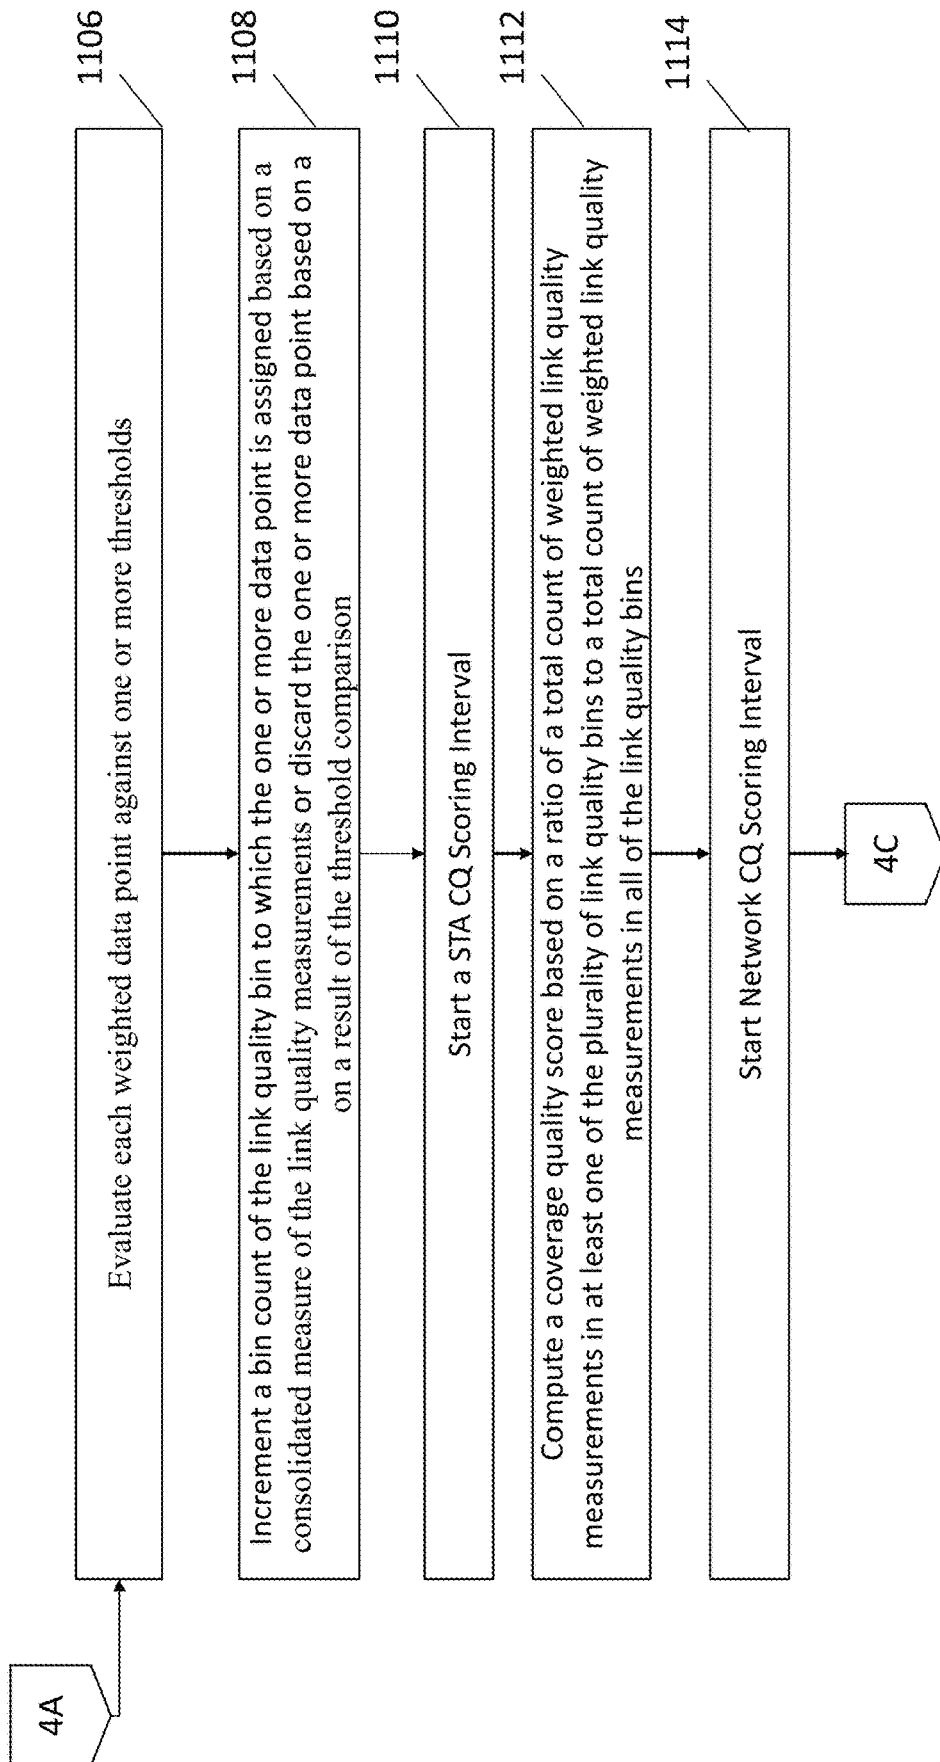 4A
1106
Evaluate each weighted data point against one or more thresholds
1108
Increment a bin count of the link quality bin to which the one or more data point is assigned based on a
consolidated measure of the link quality measurements or discard the one or more data point based on a
on a result of the threshold comparison
1110
Start a STA CQ Scoring Interval
1112
Compute a coverage quality score based on a ratio of a total count of weighted link quality
measurements in at least one of the plurality of link quality bins to a total count of weighted link quality
measurements in all of the link quality bins
1114
Start Network CQ Scoring Interval
4C